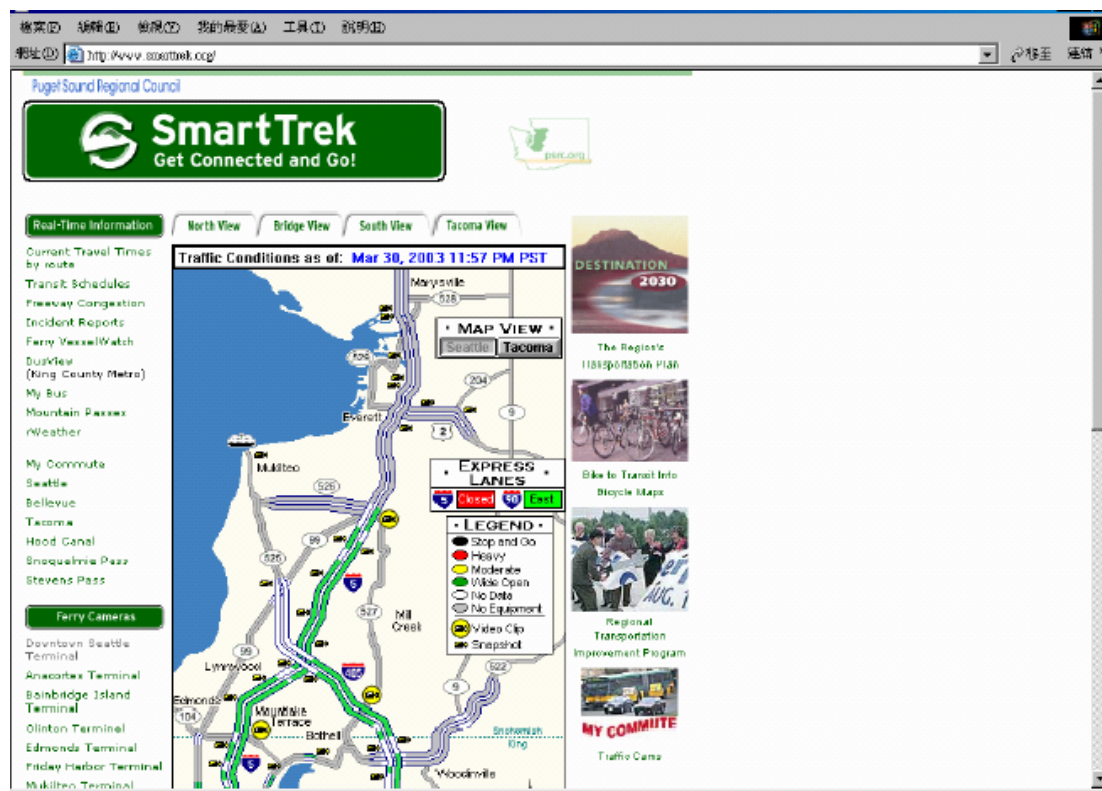 檔案(F) 編輯(E) 檢視(V) 我的最愛(A) 工具(T) 說明(H)
網址(D) http://www.smarttrek.org/ 移至 連結
Puget Sound Regional Council
SmartTrek
Get Connected and Go!
psrc.org
Real-Time Information
North View Bridge View South View Tacoma View
Current Travel Times
by route
Transit Schedules
Freeway Congestion
Incident Reports
Ferry VesselWatch
BusView
(King County Metro)
My Bus
Mountain Passes
rWeather
My Commute
Seattle
Bellevue
Tacoma
Hood Canal
Snoqualmie Pass
Stevens Pass
Ferry Cameras
Downtown Seattle
Terminal
Anacortes Terminal
Bainbridge Island
Terminal
Clinton Terminal
Edmonds Terminal
Friday Harbor Terminal
Mukilteo Terminal
Traffic Conditions as of: Mar 30, 2003 11:57 PM PST
Marysville
528
· MAP VIEW ·
Seattle Tacoma
529
204
9
Everett
2
Mukilteo
526
· EXPRESS LANES ·
5 Closed 90 East
· LEGEND ·
Stop and Go
Heavy
Moderate
Wide Open
No Data
No Equipment
Video Clip
Snapshot
99
525
5
527
Mill
Creek
99
Lynnwood
405
522
9
Edmonds
104
Mountlake
Terrace
Bothell
Snohomish
King
5
Woodinville
DESTINATION
2030
The Region's
Transportation Plan
Bike to Transit Info
Bicycle Maps
AUG. 1
Regional
Transportation
Improvement Program
MY COMMUTE
Traffic Cams